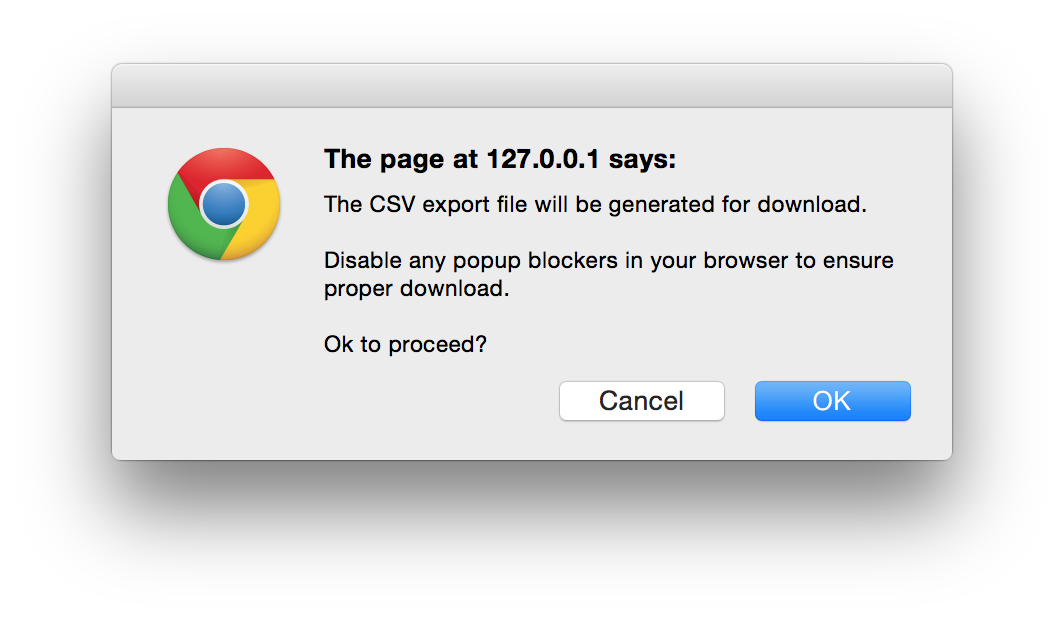 The page at 127.0.0.1 says:
The CSV export file will be generated for download.
Disable any popup blockers in your browser to ensure
proper download.
Ok to proceed?
Cancel
OK